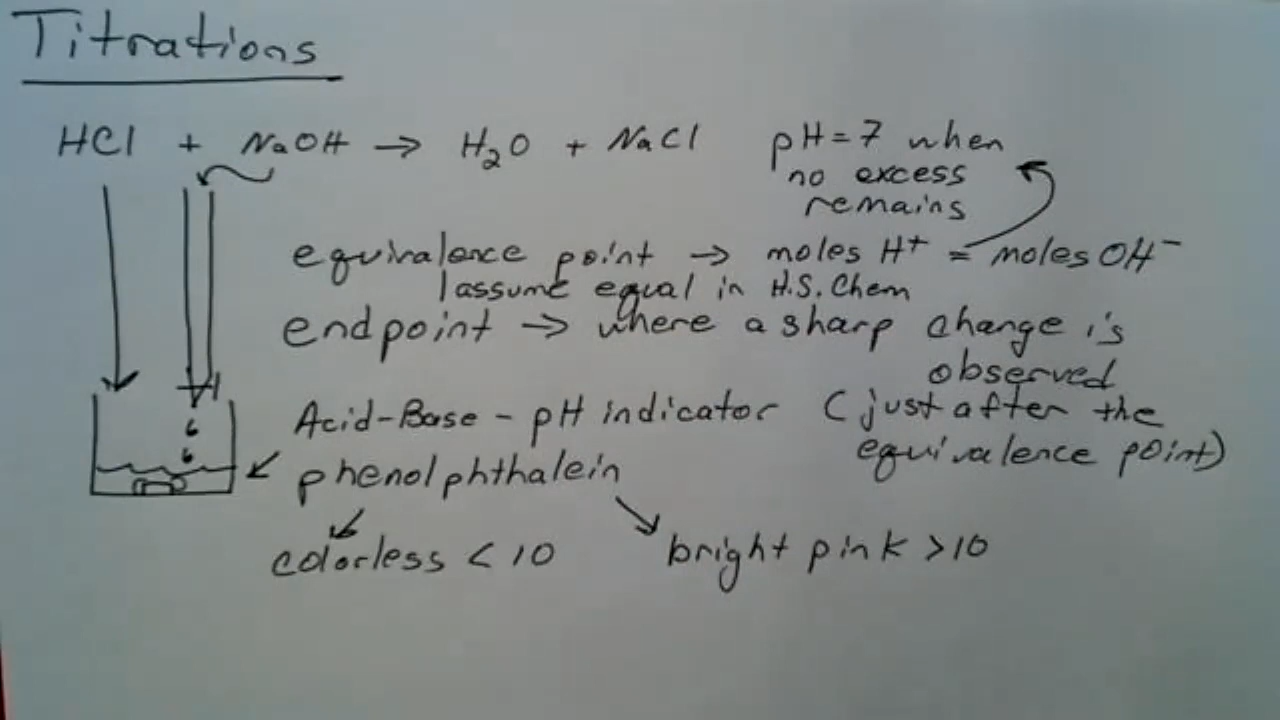 Titrations
HCl + NaOH → H₂O + NaCl pH = 7 when
no excess
remains
equivalence point → moles H⁺ = moles OH⁻
assume equal in H.S. Chem
endpoint → where a sharp change is
observed
Acid-Base - pH indicator (just after the
equivalence point)
phenolphthalein
colorless < 10 bright pink > 10